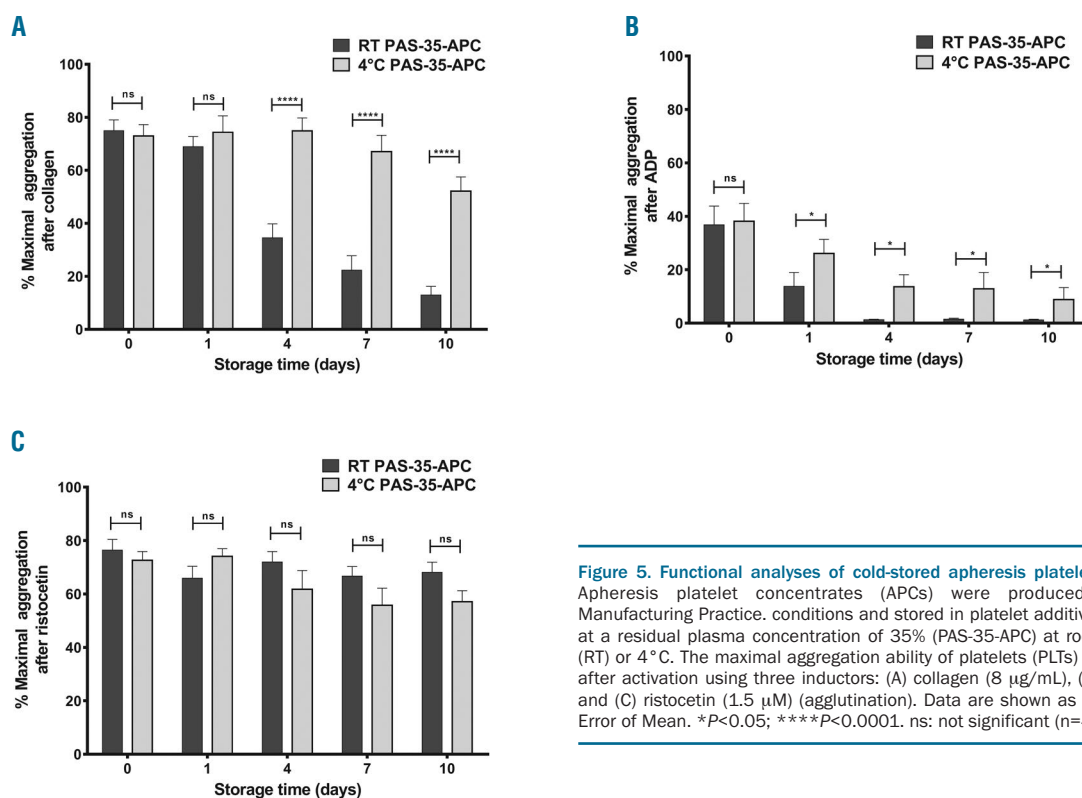 A
RT PAS-35-APC
4°C PAS-35-APC
% Maximal aggregation
after collagen
100
80
60
40
20
0
ns
ns
****
****
****
0 1 4 7 10
Storage time (days)
B
RT PAS-35-APC
4°C PAS-35-APC
% Maximal aggregation
after ADP
100
80
60
40
20
0
ns
*
*
*
*
0 1 4 7 10
Storage time (days)
C
RT PAS-35-APC
4°C PAS-35-APC
% Maximal aggregation
after ristocetin
100
80
60
40
20
0
ns
ns
ns
ns
ns
0 1 4 7 10
Storage time (days)
Figure 5. Functional analyses of cold-stored apheresis platele
Apheresis platelet concentrates (APCs) were produced
Manufacturing Practice. conditions and stored in platelet additiv
at a residual plasma concentration of 35% (PAS-35-APC) at ro
(RT) or 4°C. The maximal aggregation ability of platelets (PLTs)
after activation using three inductors: (A) collagen (8 µg/mL), (
and (C) ristocetin (1.5 µM) (agglutination). Data are shown as
Error of Mean. *P<0.05; ****P<0.0001. ns: not significant (n=